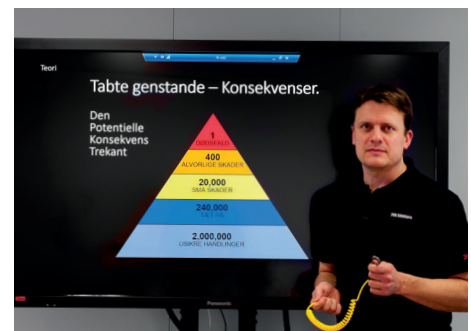 Teori
Tabte genstande – Konsekvenser.
Den
Potentielle
Konsekvens
Trekant
1
DØDSFALD
400
ALVORLIGE SKADER
20,000
SMÅ SKADER
240,000
2.000,000
USIKRE HANDLINGER
Panasonic